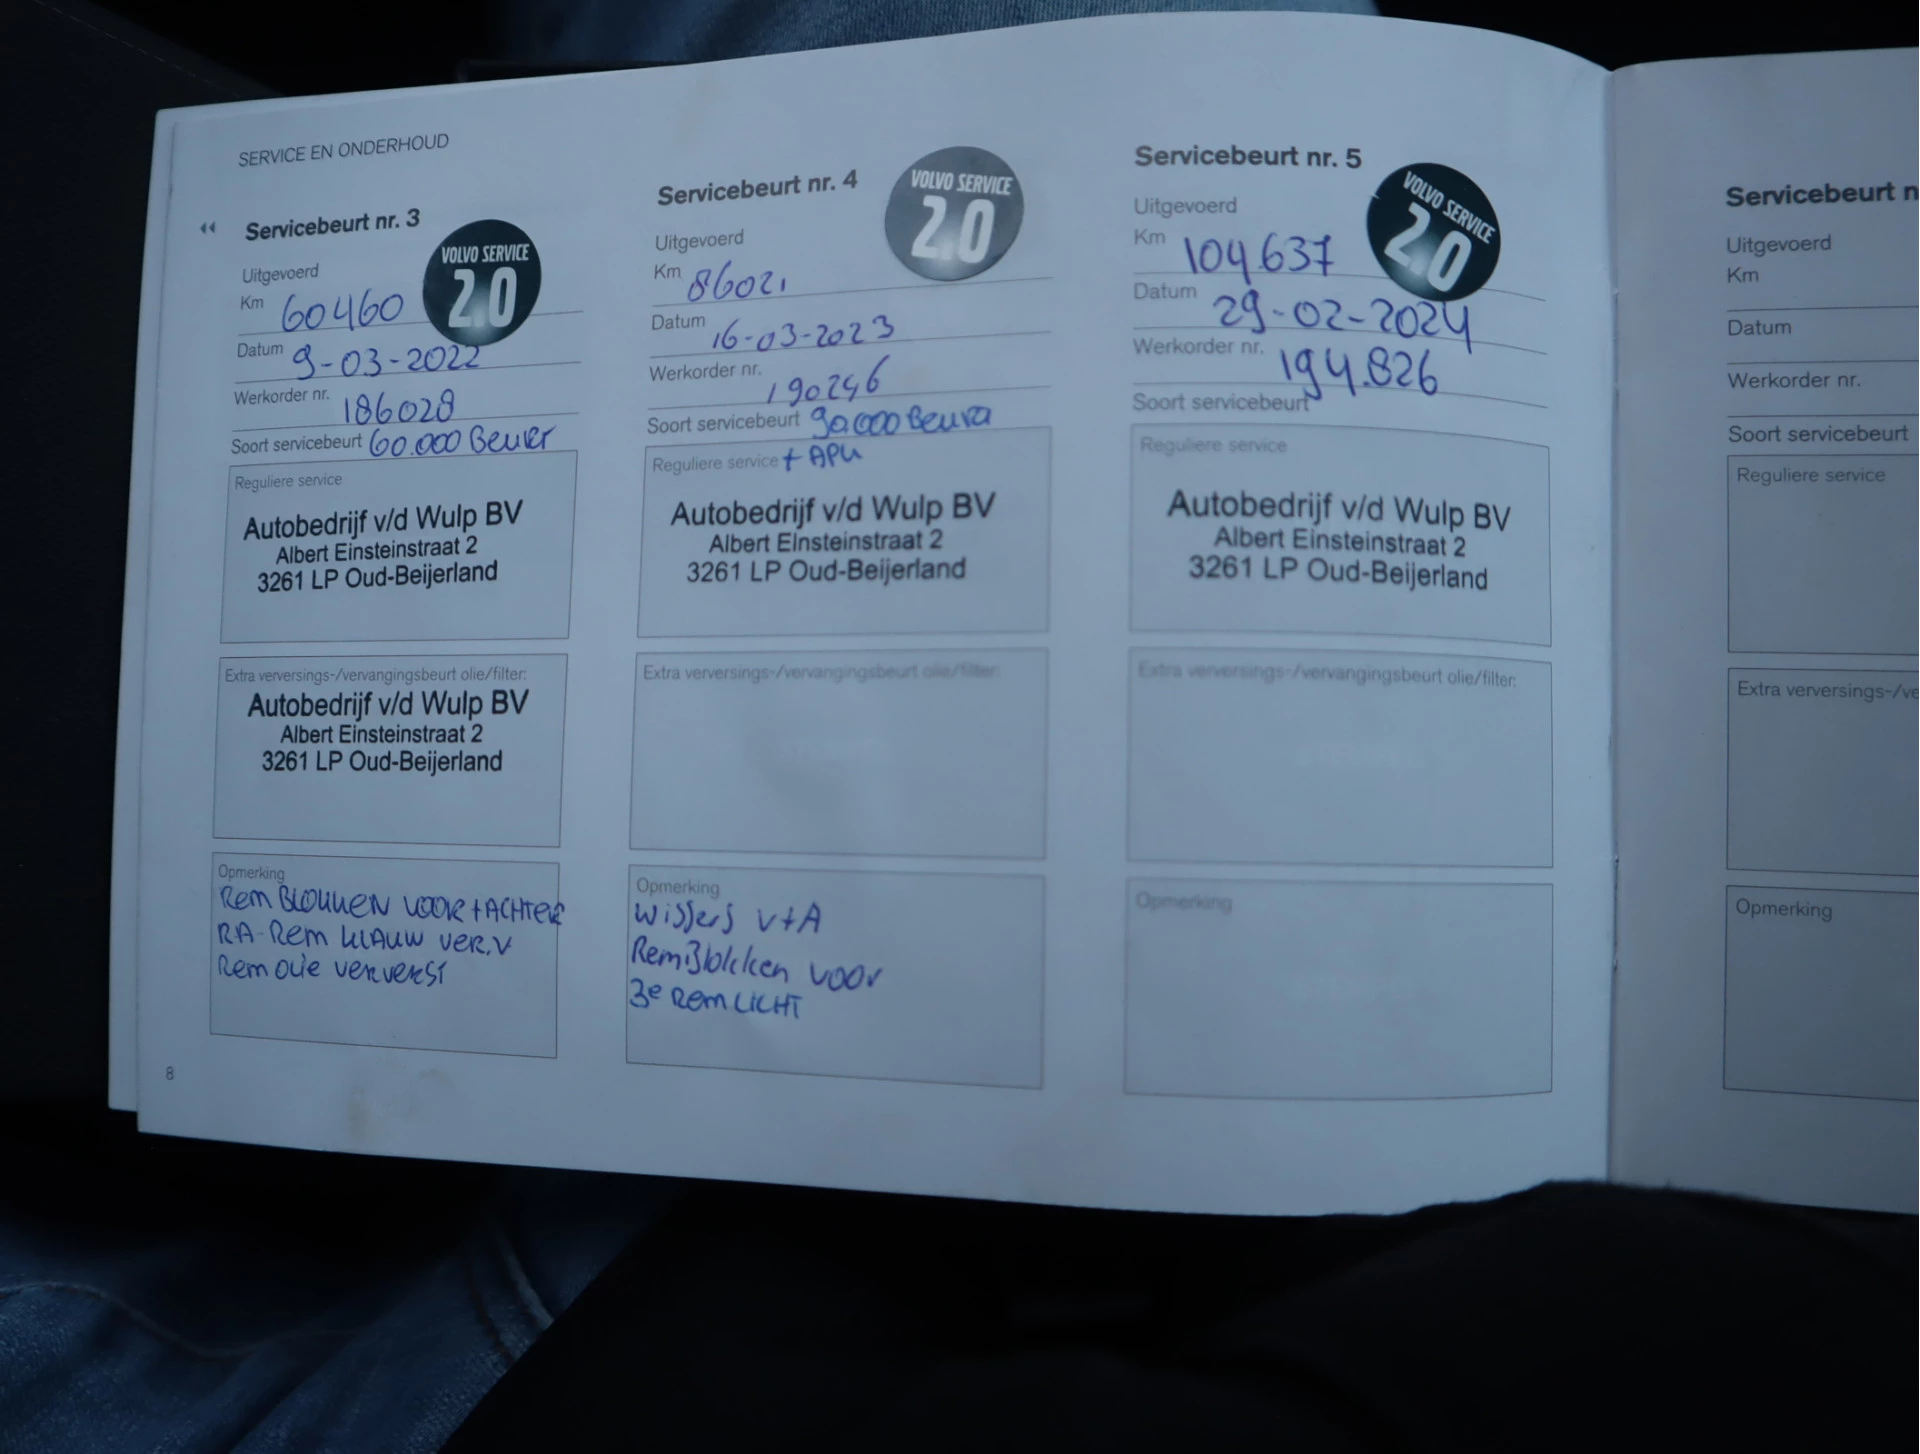 SERVICE EN ONDERHOUD
Servicebeurt nr. 3
VOLVO SERVICE
2.0
Uitgevoerd
Km 60460
Datum 9-03-2022
Werkorder nr. 186028
Soort servicebeurt 60.000 Beurt
Reguliere service
Autobedrijf v/d Wulp BV
Albert Einsteinstraat 2
3261 LP Oud-Beijerland
Extra verversings-/vervangingsbeurt olie/filter:
Autobedrijf v/d Wulp BV
Albert Einsteinstraat 2
3261 LP Oud-Beijerland
Opmerking
Rem BLOKKEN VOOR + ACHTER
RA-Rem KLAUW VER.V
Rem OLIE VERVERST
8
Servicebeurt nr. 4
VOLVO SERVICE
2.0
Uitgevoerd
Km 86021
Datum 16-03-2023
Werkorder nr. 190246
Soort servicebeurt 90.000 Beurt
Reguliere service + APK
Autobedrijf v/d Wulp BV
Albert Einsteinstraat 2
3261 LP Oud-Beijerland
Extra verversings-/vervangingsbeurt olie/filter:
Opmerking
Wissers V+A
RemBlokken voor
3e Rem LICHT
Servicebeurt nr. 5
VOLVO SERVICE
2.0
Uitgevoerd
Km 104.637
Datum 29-02-2024
Werkorder nr. 194.826
Soort servicebeurt
Reguliere service
Autobedrijf v/d Wulp BV
Albert Einsteinstraat 2
3261 LP Oud-Beijerland
Extra verversings-/vervangingsbeurt olie/filter:
Opmerking
Servicebeurt n
Uitgevoerd
Km
Datum
Werkorder nr.
Soort servicebeurt
Reguliere service
Extra verversings-/ve
Opmerking